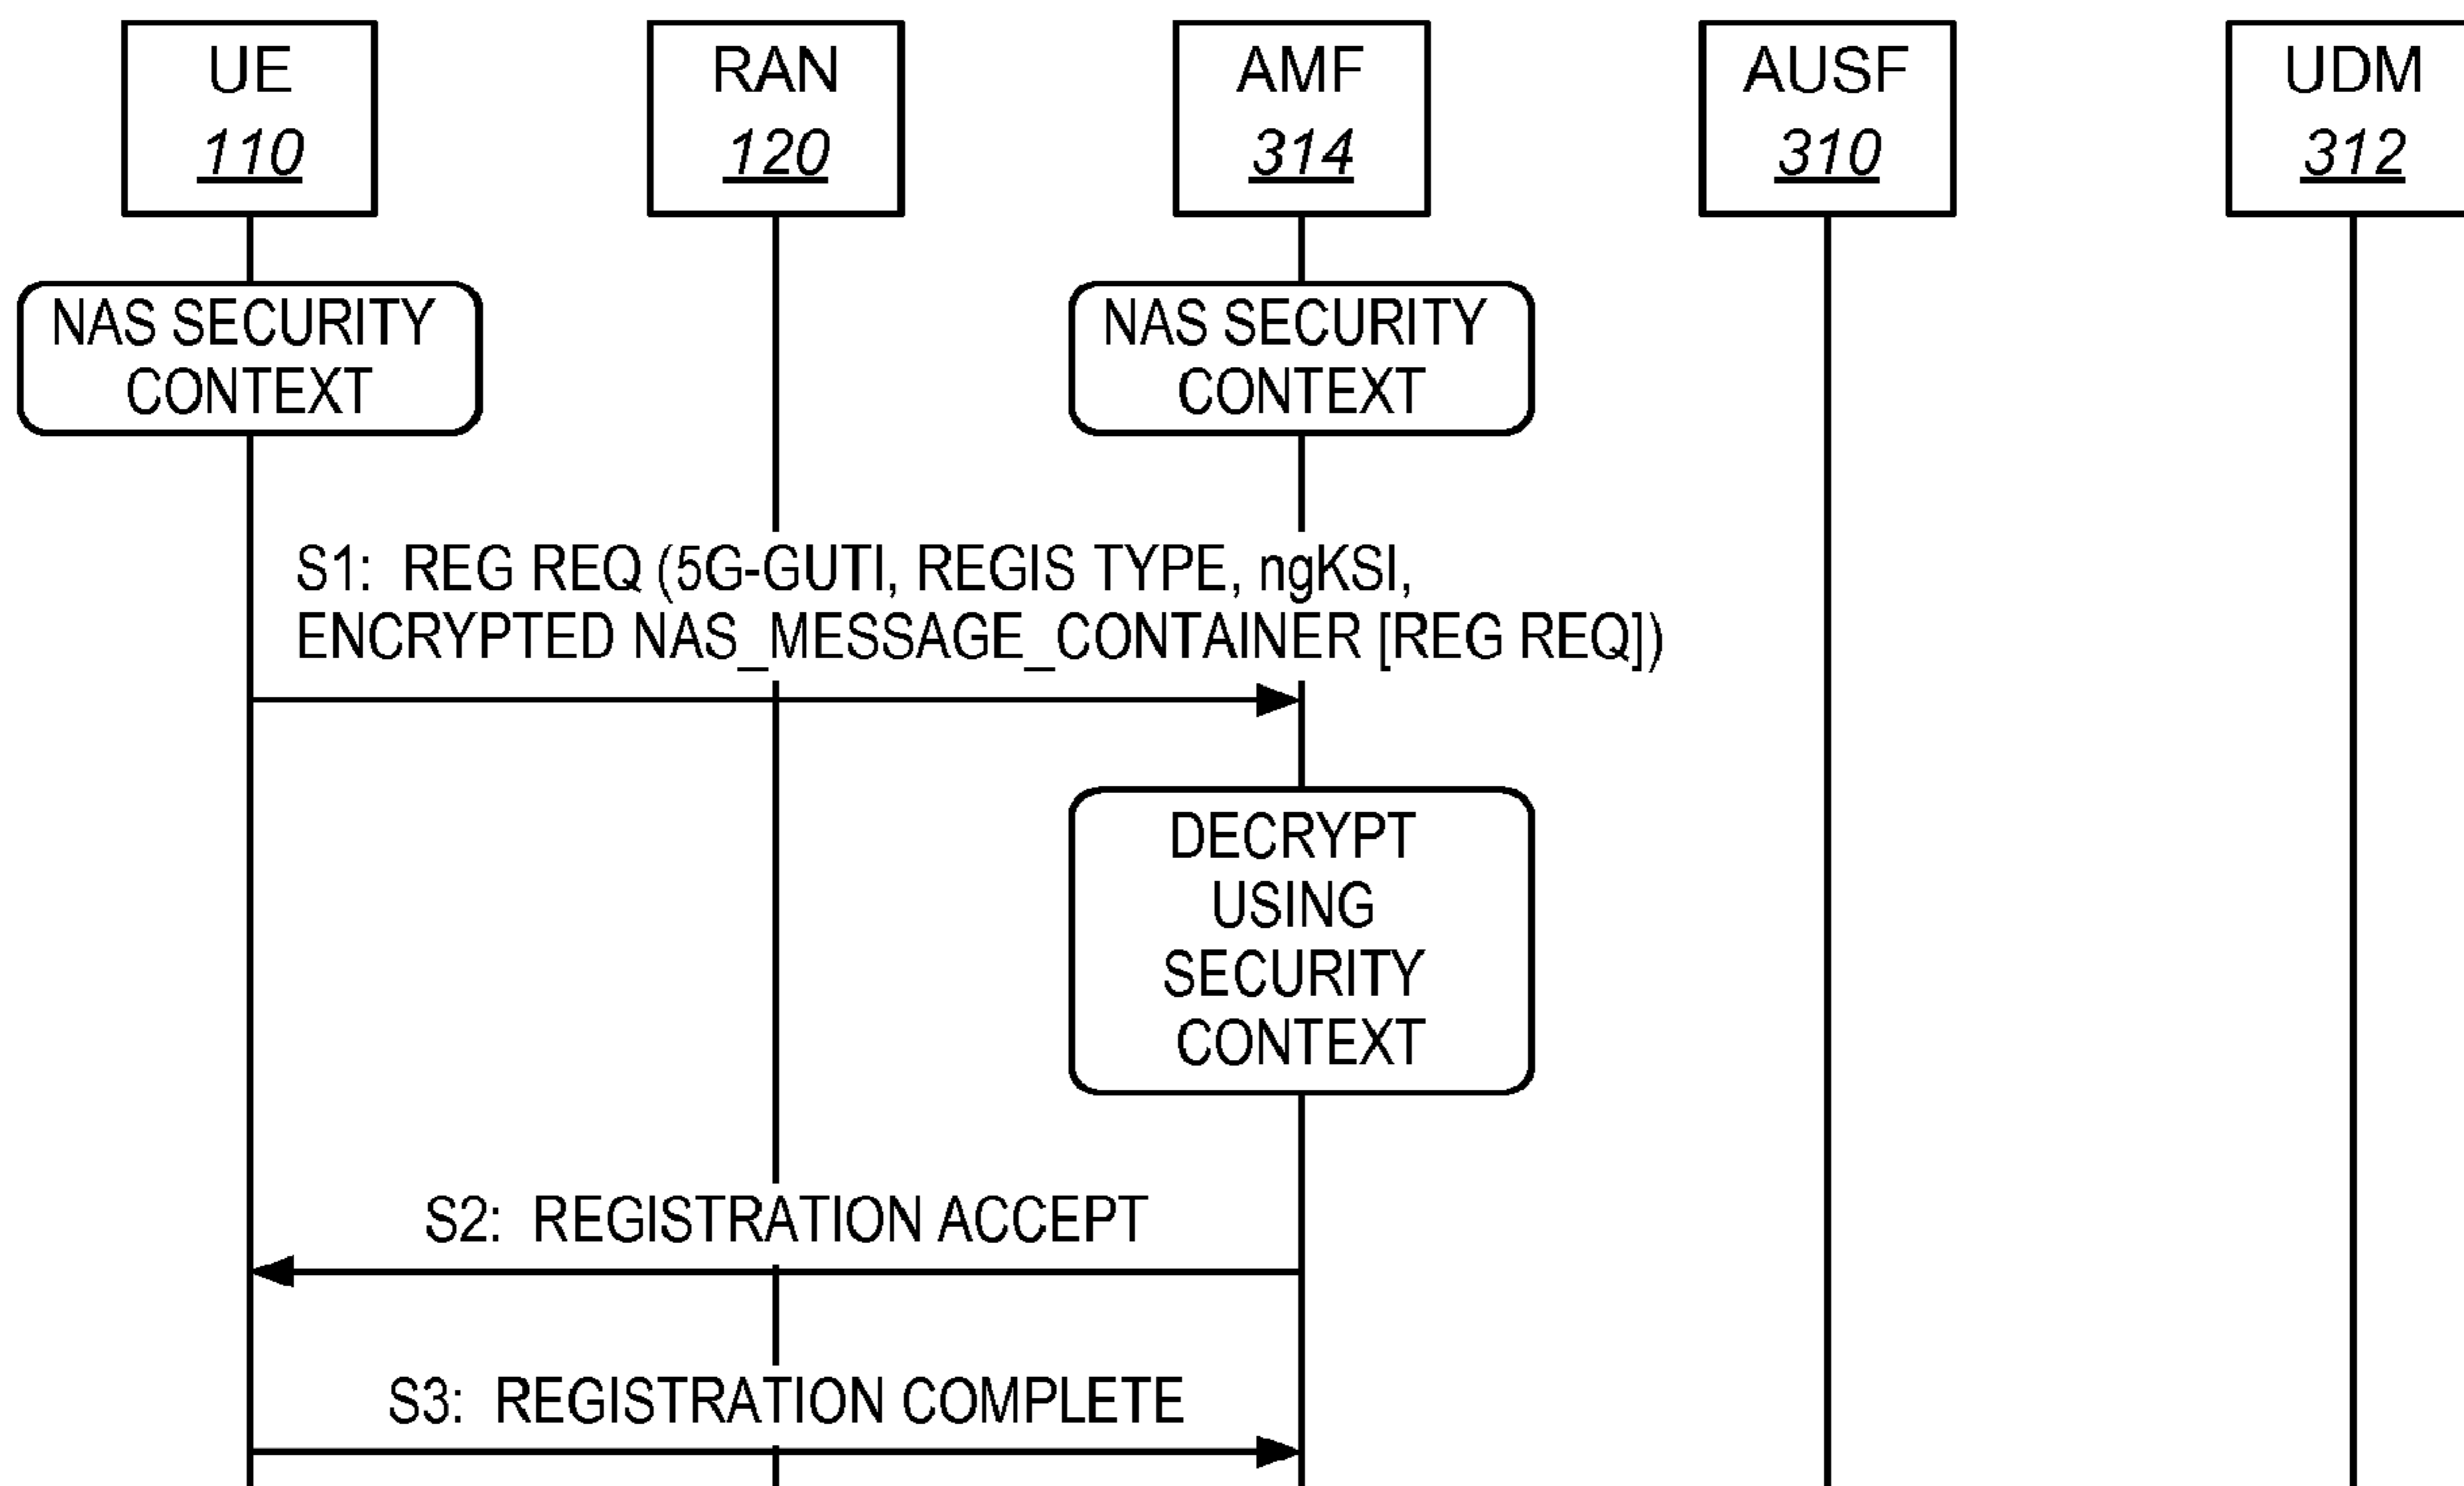 UE
110
RAN
120
AMF
314
AUSF
310
UDM
312
NAS SECURITY
CONTEXT
NAS SECURITY
CONTEXT
S1: REG REQ (5G-GUTI, REGIS TYPE, ngKSI,
ENCRYPTED NAS_MESSAGE_CONTAINER [REG REQ])
DECRYPT
USING
SECURITY
CONTEXT
S2: REGISTRATION ACCEPT
S3: REGISTRATION COMPLETE